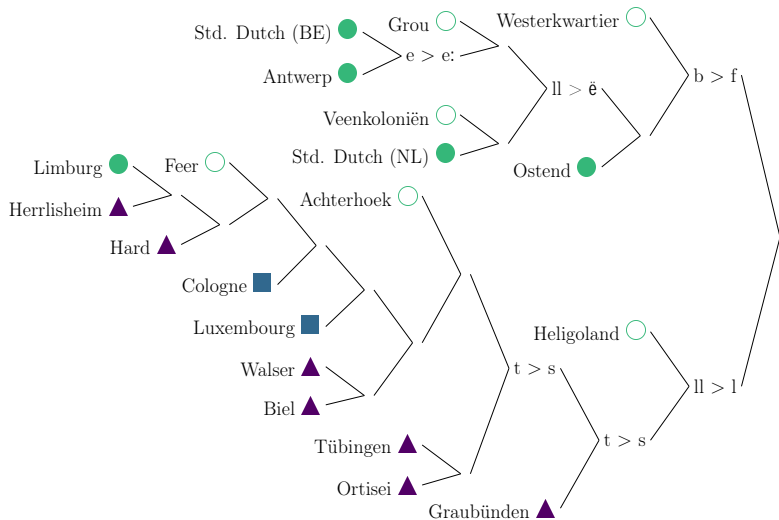 Std. Dutch (BE)
Grou
Westerkwartier
e > e:
Antwerp
b > f
ll > ë
Veenkoloniën
Std. Dutch (NL)
Limburg
Feer
Ostend
Herrlisheim
Achterhoek
Hard
Cologne
Luxembourg
Heligoland
Walser
t > s
ll > l
Biel
Tübingen
t > s
Ortisei
Graubünden